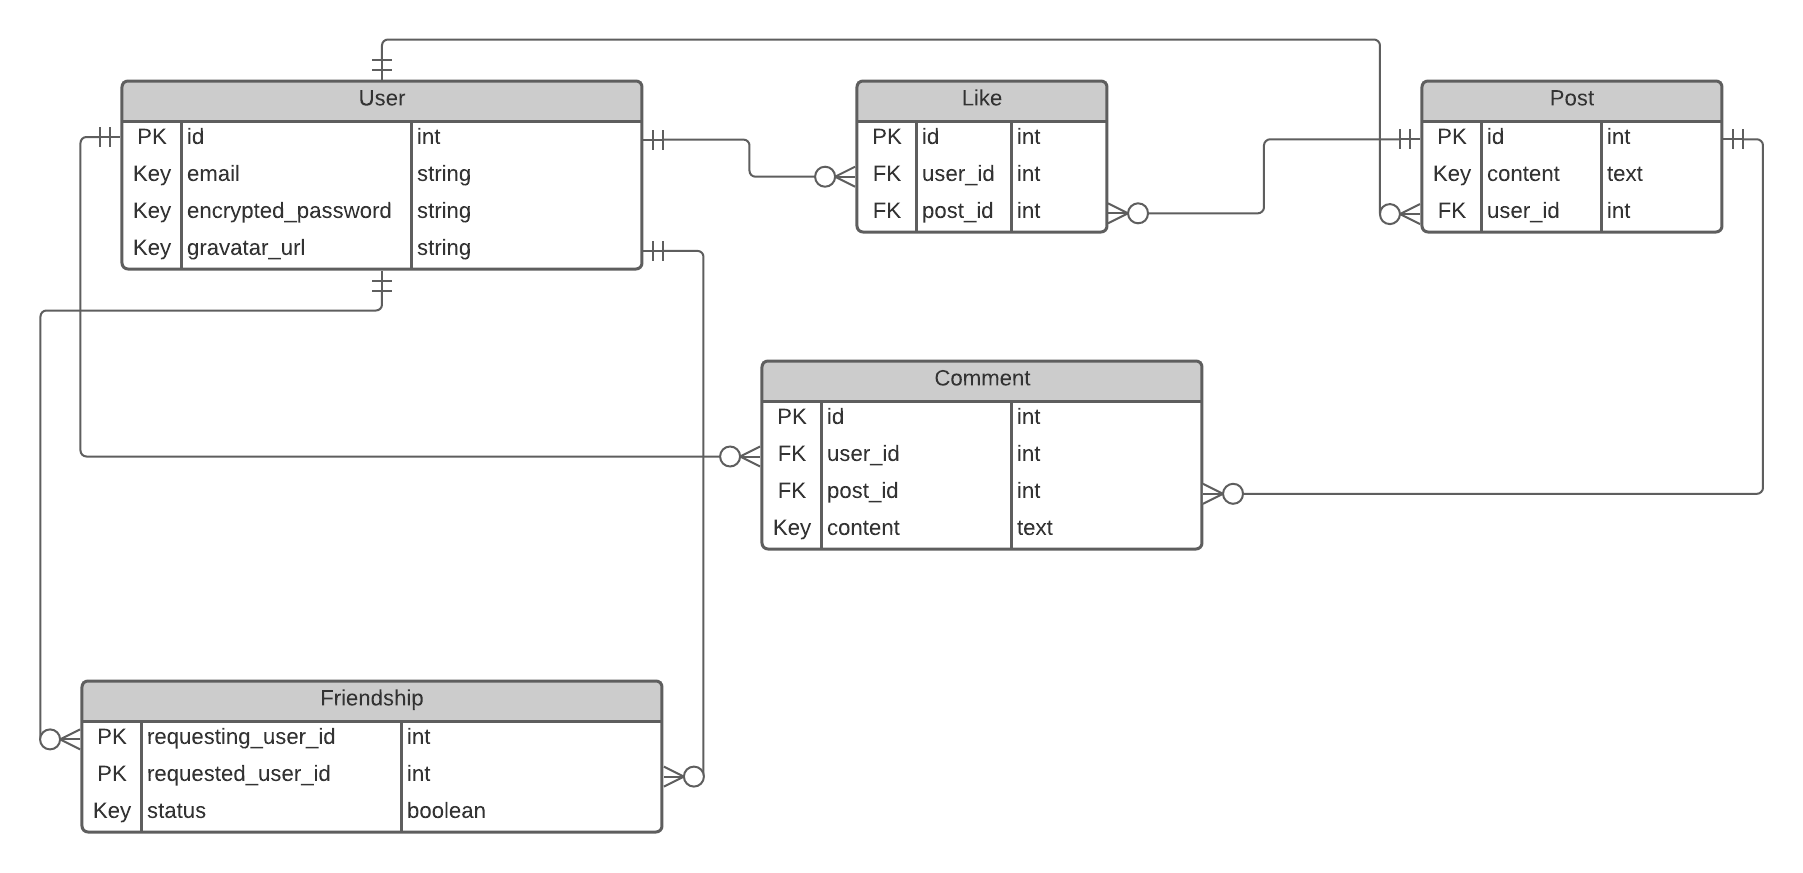 User
PK id int
Key email string
Key encrypted_password string
Key gravatar_url string
Like
PK id int
FK user_id int
FK post_id int
Post
PK id int
Key content text
FK user_id int
Comment
PK id int
FK user_id int
FK post_id int
Key content text
Friendship
PK requesting_user_id int
PK requested_user_id int
Key status boolean